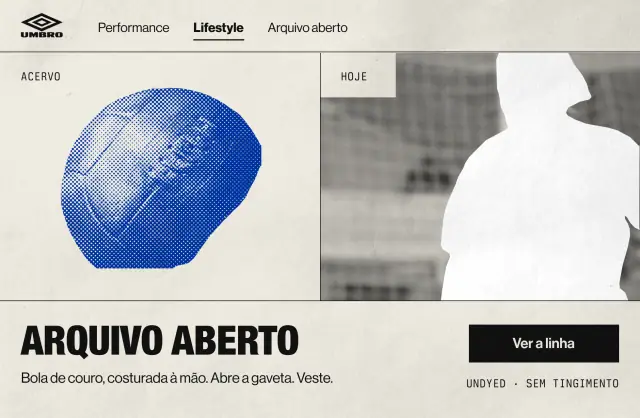 UMBRO
Performance Lifestyle Arquivo aberto
ACERVO
HOJE
ARQUIVO ABERTO
Bola de couro, costurada à mão. Abre a gaveta. Veste.
Ver a linha
UNDYED · SEM TINGIMENTO